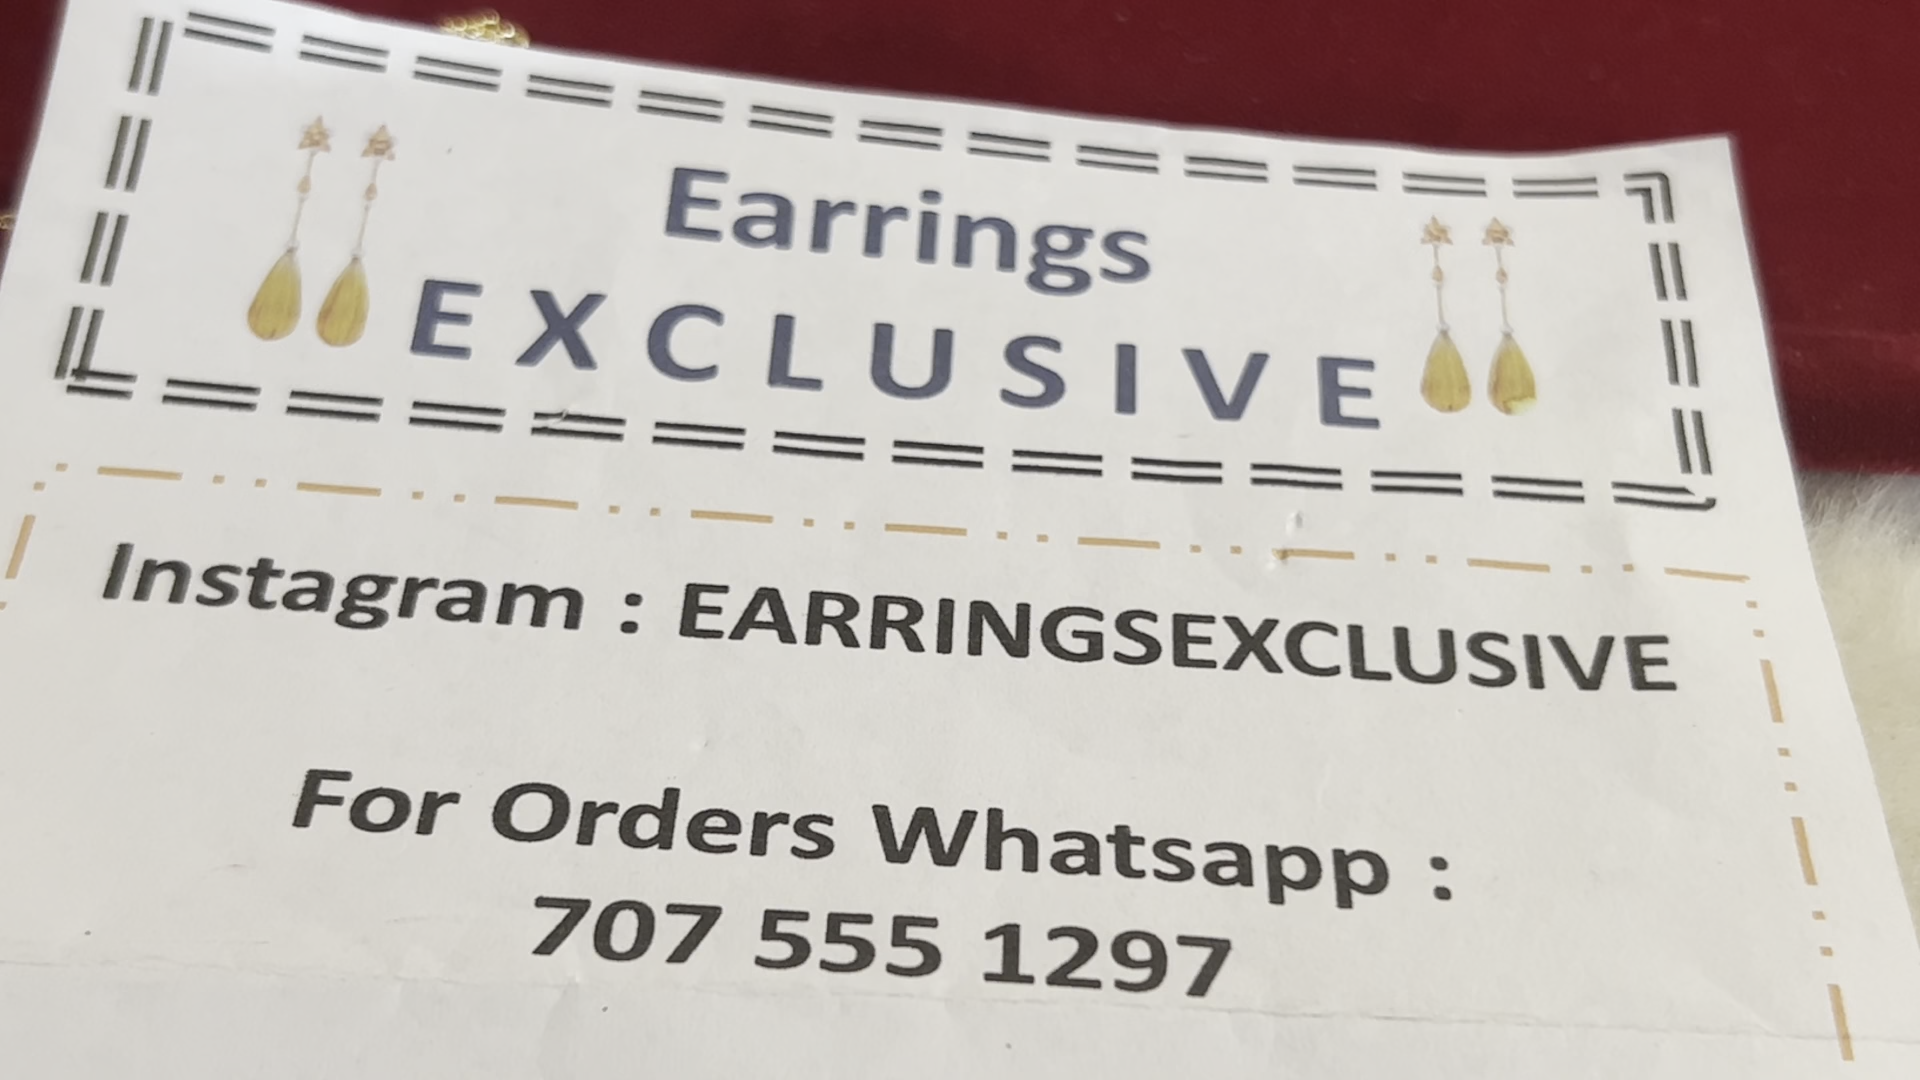 Earrings
EXCLUSIVE
Instagram : EARRINGSEXCLUSIVE
For Orders Whatsapp :
707 555 1297